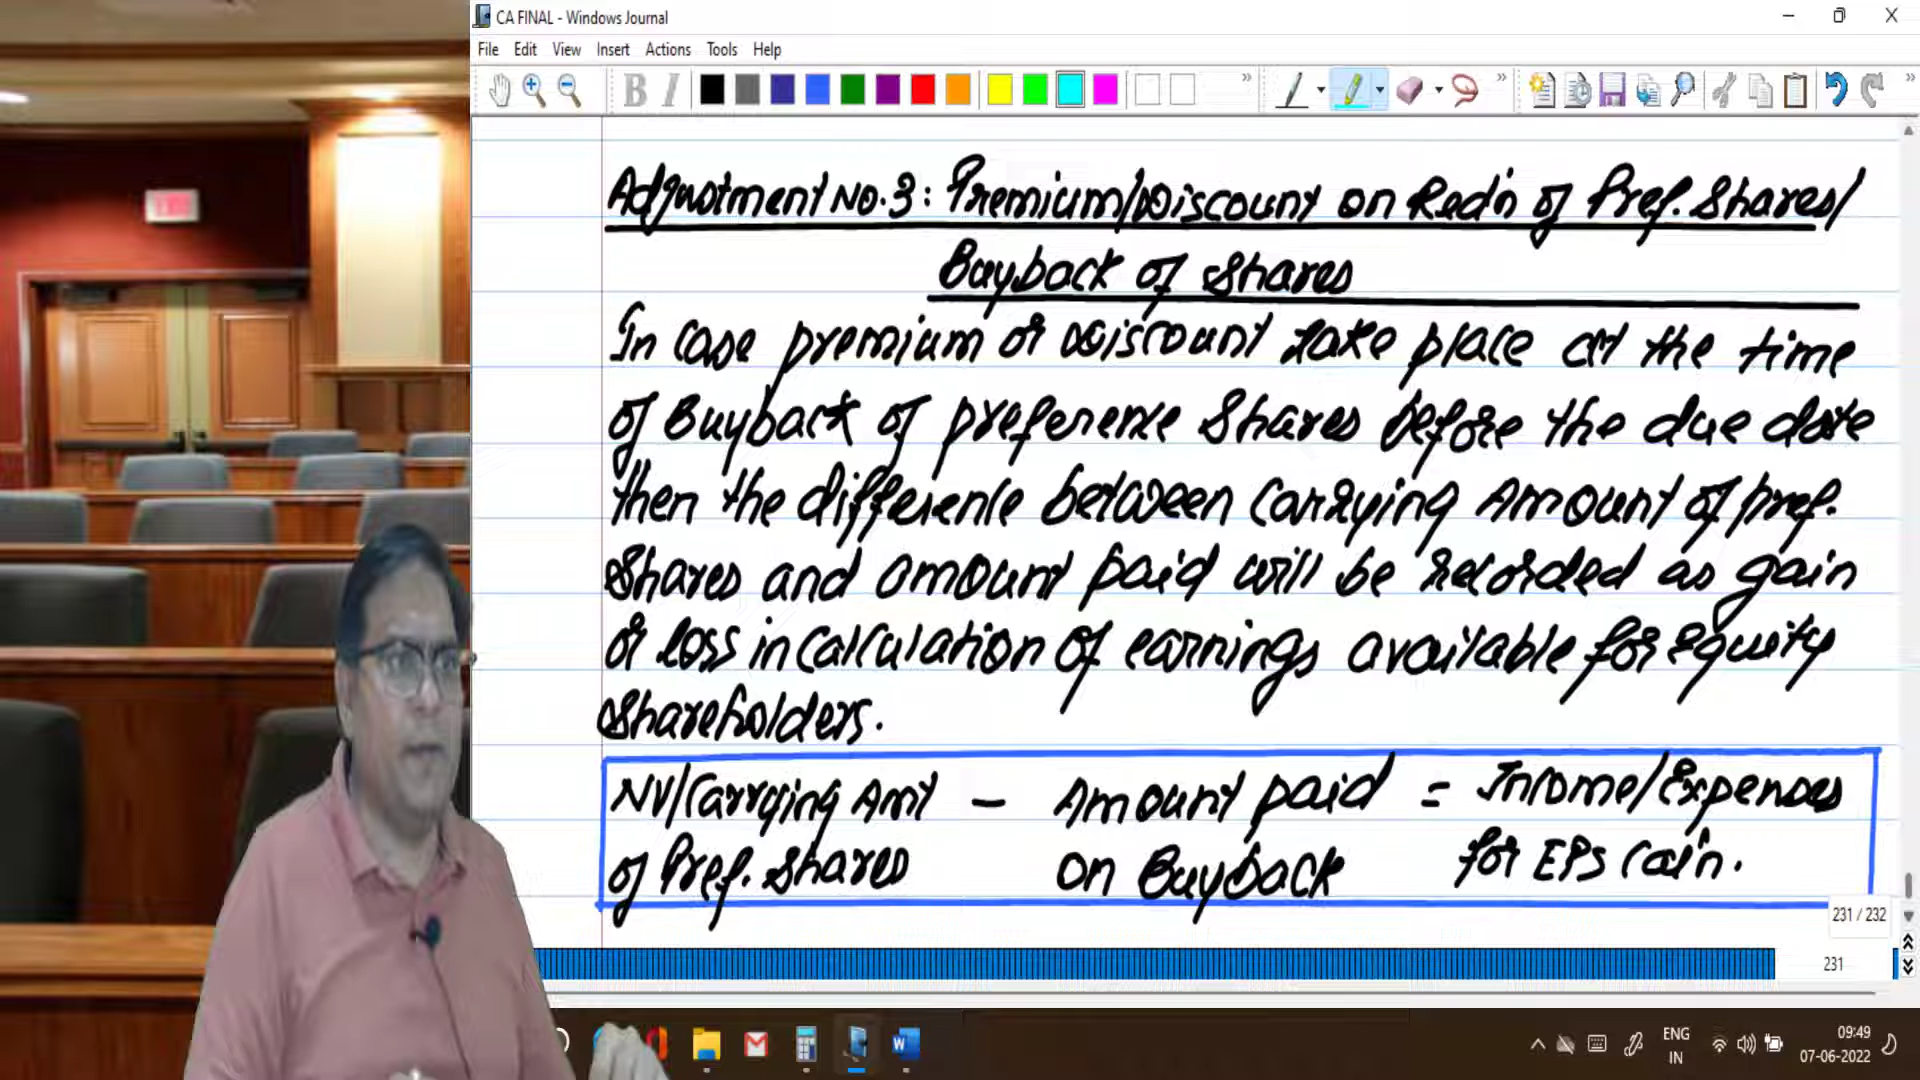 CA FINAL - Windows Journal
File Edit View Insert Actions Tools Help
Adjustment No. 3 : Premium/Discount on Red'n of Pref. Shares/
Buyback of Shares
In case premium or Discount take place at the time
of Buyback of preference Shares before the due date
then the difference between Carrying Amount of pref.
Shares and amount paid will be recorded as gain
or loss in calculation of earnings available for equity
Shareholders.
NV/Carrying Amt - Amount paid = Income/Expenses
of Pref. Shares on Buyback for EPS Caln.
231 / 232
231
ENG
IN
09:49
07-06-2022